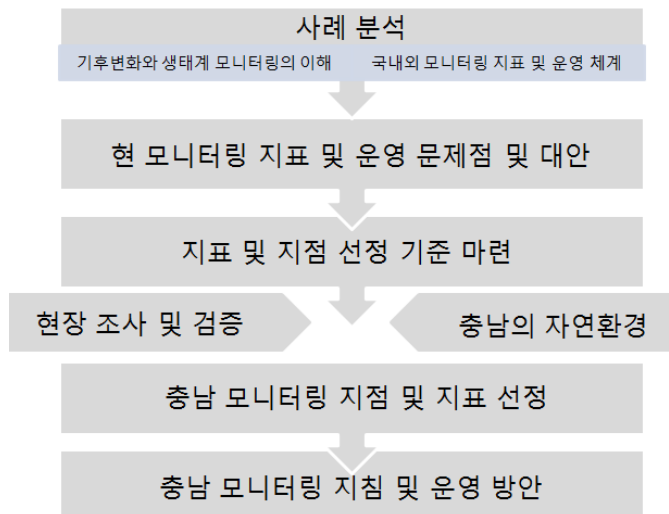 사례 분석
기후변화와 생태계 모니터링의 이해 국내외 모니터링 지표 및 운영 체계
현 모니터링 지표 및 운영 문제점 및 대안
지표 및 지점 선정 기준 마련
현장 조사 및 검증
충남의 자연환경
충남 모니터링 지점 및 지표 선정
충남 모니터링 지침 및 운영 방안